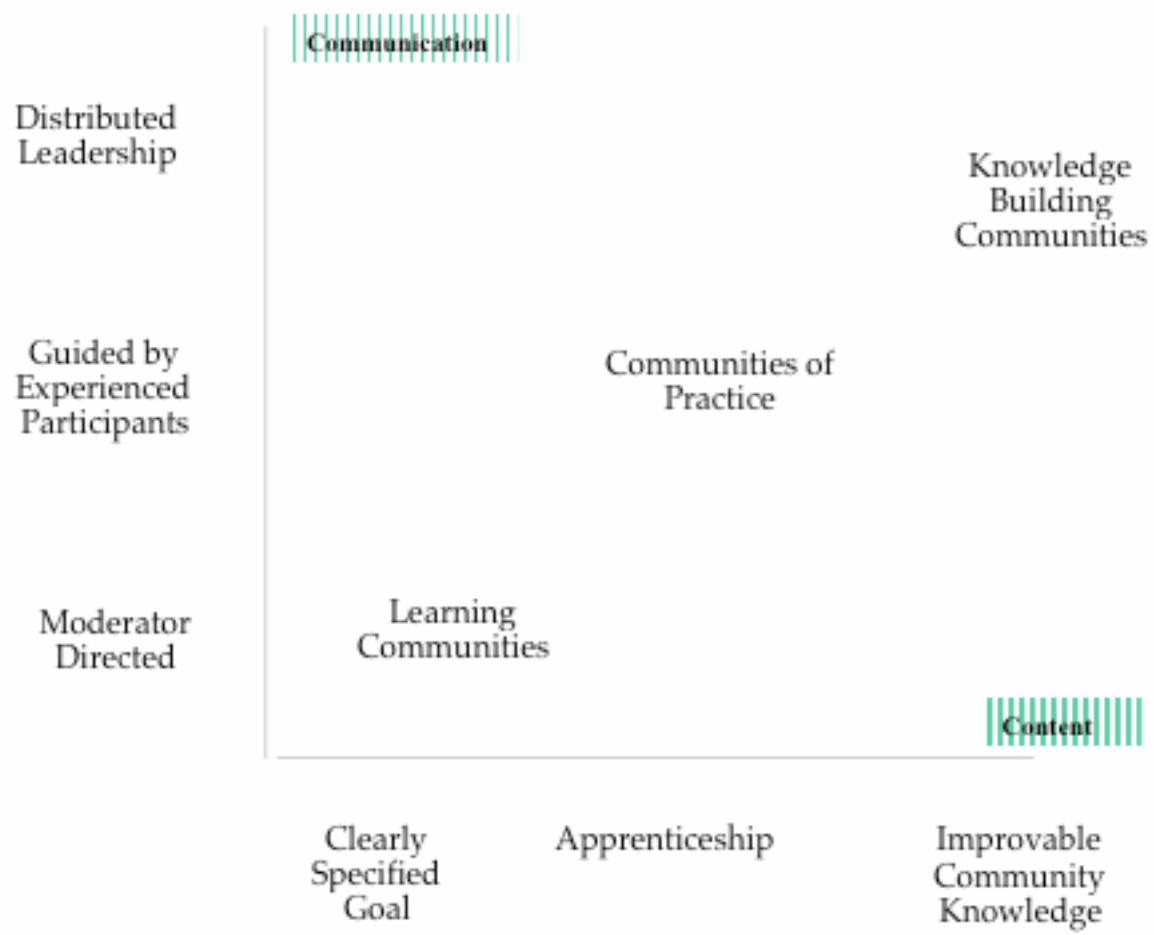 Communication
Distributed
Leadership
Knowledge
Building
Communities
Guided by
Experienced
Participants
Communities of
Practice
Moderator
Directed
Learning
Communities
Content
Clearly
Specified
Goal
Apprenticeship
Improvable
Community
Knowledge